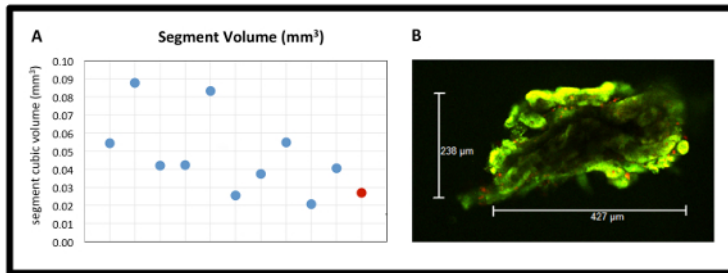 A
Segment Volume (mm³)
segment cubic volume (mm³)
0.10
0.09
0.08
0.07
0.06
0.05
0.04
0.03
0.02
0.01
0.00
B
238 µm
427 µm